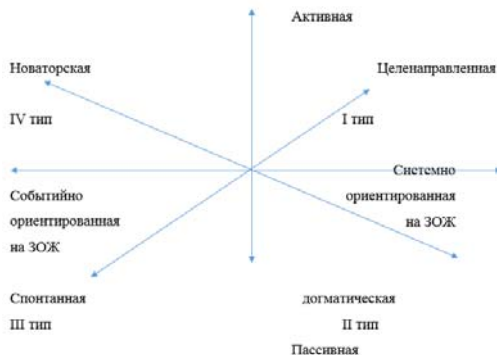 Активная
Новаторская
Целенаправленная
IV тип
I тип
Системно
ориентированная
на ЗОЖ
Событийно
ориентированная
на ЗОЖ
Спонтанная
догматическая
III тип
II тип
Пассивная